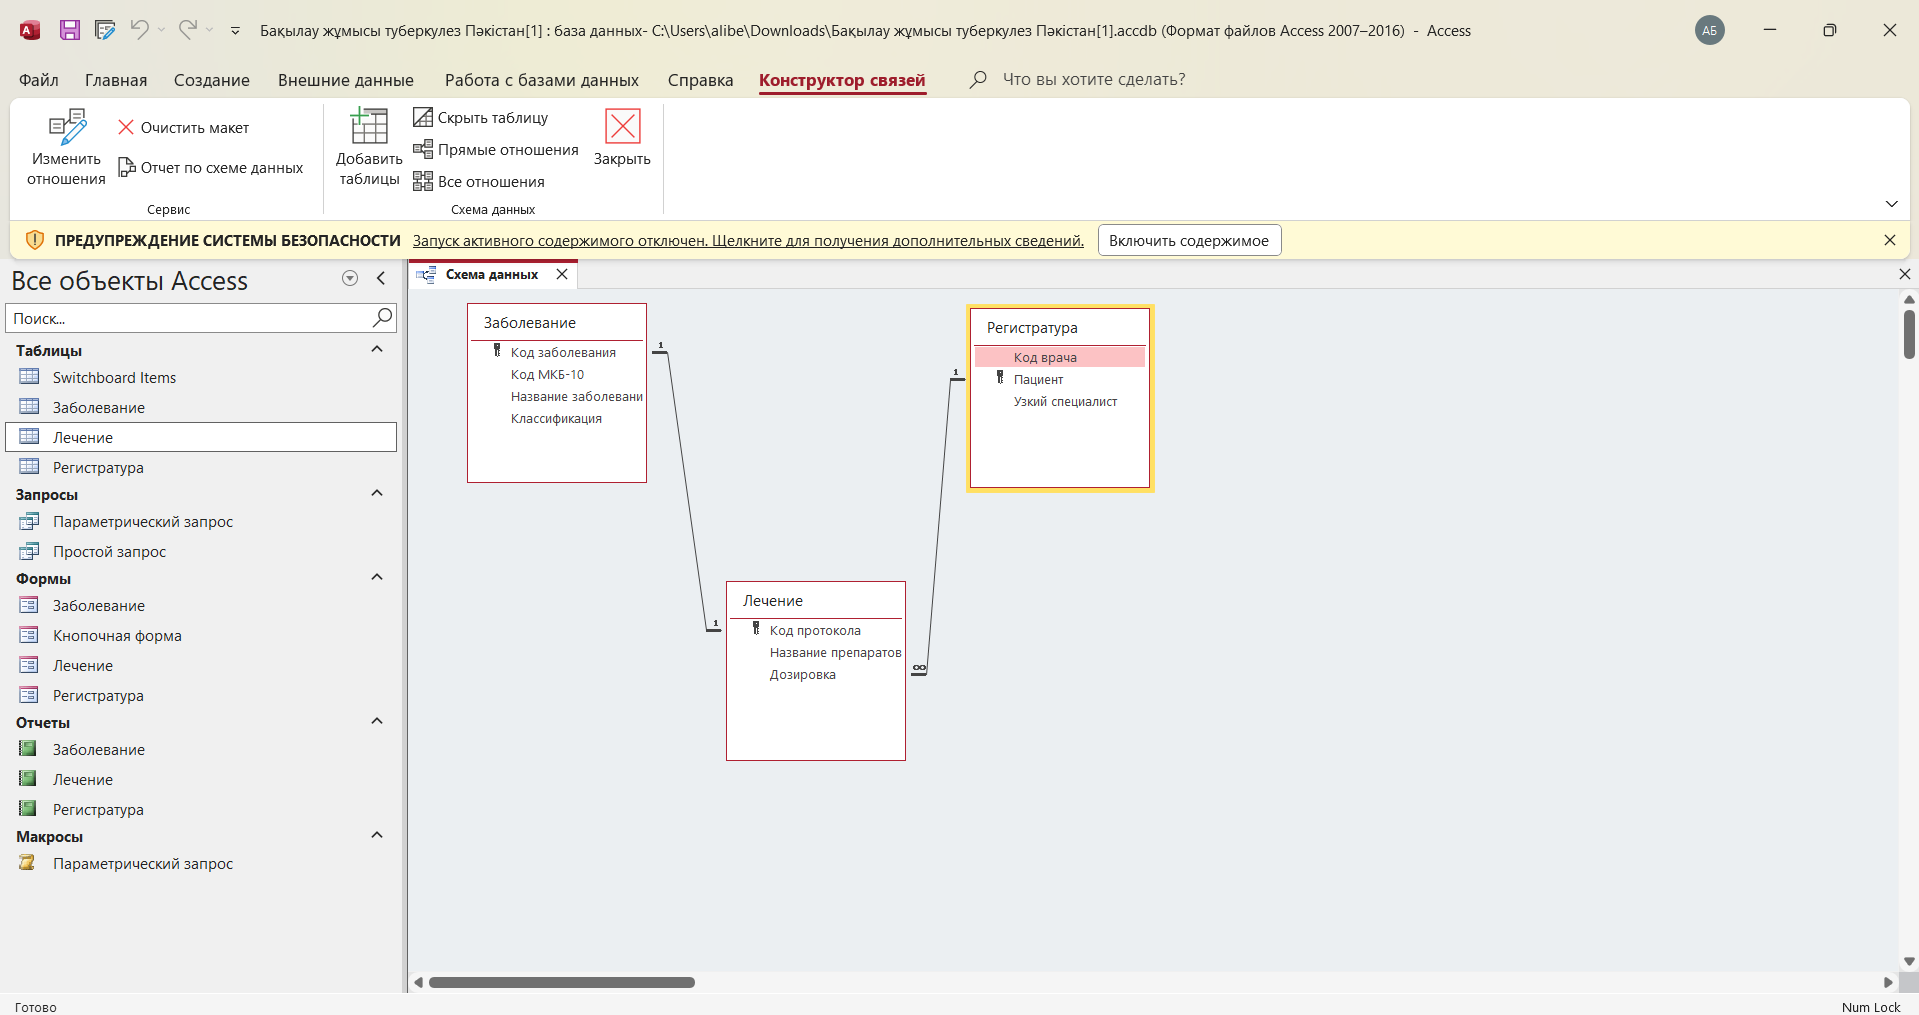 Бақылау жұмысы туберкулез Пәкістан[1] : база данных- C:\Users\alibe\Downloads\Бақылау жұмысы туберкулез Пәкістан[1].accdb (Формат файлов Access 2007–2016) - Access
АБ
Файл Главная Создание Внешние данные Работа с базами данных Справка Конструктор связей Что вы хотите сделать?
Изменить отношения
Очистить макет
Отчет по схеме данных
Сервис
Добавить таблицы
Скрыть таблицу
Прямые отношения
Все отношения
Закрыть
Схема данных
ПРЕДУПРЕЖДЕНИЕ СИСТЕМЫ БЕЗОПАСНОСТИ Запуск активного содержимого отключен. Щелкните для получения дополнительных сведений. Включить содержимое
Все объекты Access
Поиск...
Таблицы
Switchboard Items
Заболевание
Лечение
Регистратура
Запросы
Параметрический запрос
Простой запрос
Формы
Заболевание
Кнопочная форма
Лечение
Регистратура
Отчеты
Заболевание
Лечение
Регистратура
Макросы
Параметрический запрос
Схема данных
Заболевание
Код заболевания
Код МКБ-10
Название заболевани
Классификация
1
1
Регистратура
Код врача
Пациент
Узкий специалист
1
∞
Лечение
Код протокола
Название препаратов
Дозировка
Готово
Num Lock